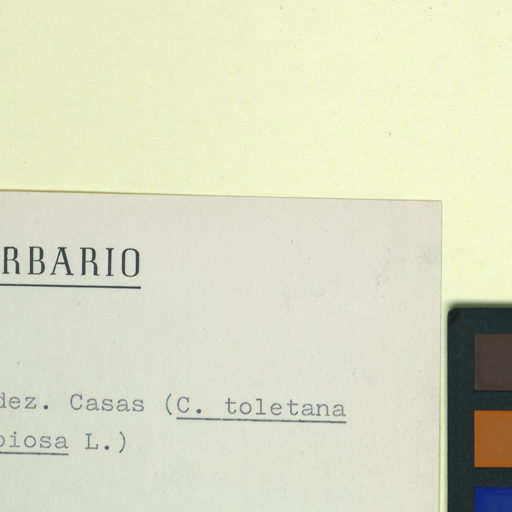 RBARIO
dez. Casas (C. toletana
biosa L.)